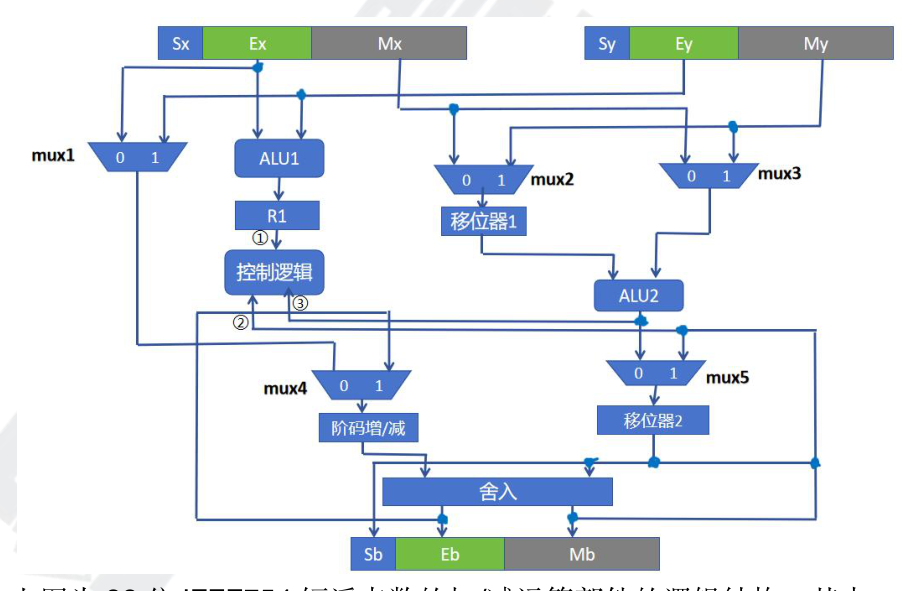 Sx Ex Mx Sy Ey My
mux1 0 1 ALU1 0 1 mux2 0 1 mux3
R1 移位器1
①
控制逻辑
ALU2
③
②
mux4 0 1 0 1 mux5
阶码增/减 移位器2
舍入
Sb Eb Mb